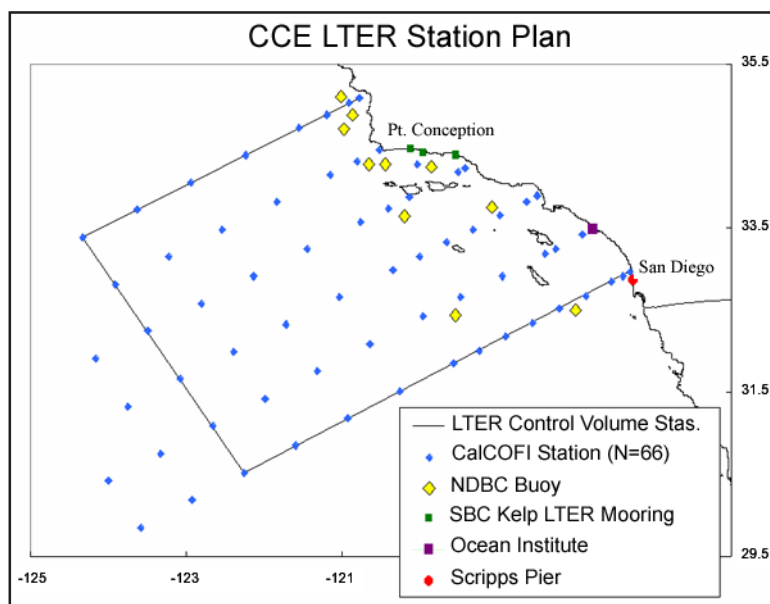 CCE LTER Station Plan
35.5
Pt. Conception
33.5
San Diego
31.5
LTER Control Volume Stas.
CalCOFI Station (N=66)
NDBC Buoy
SBC Kelp LTER Mooring
Ocean Institute
Scripps Pier
29.5
-125
-123
-121